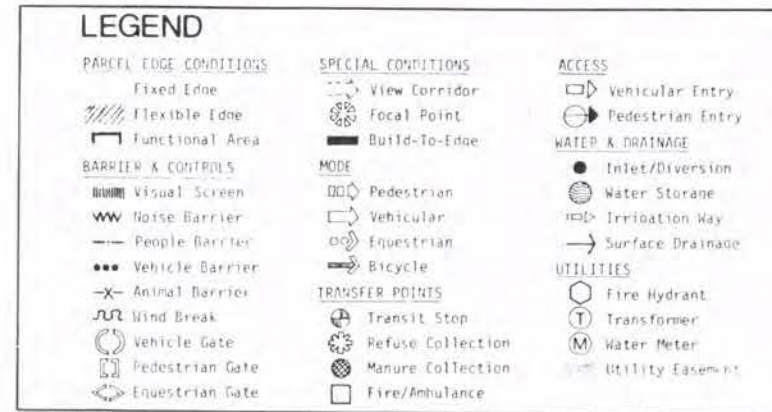 LEGEND
PARCEL EDGE CONDITIONS
Fixed Edge
Flexible Edge
Functional Area
BARRIER & CONTROLS
Visual Screen
Noise Barrier
People Barrier
Vehicle Barrier
-X- Animal Barrier
Wind Break
Vehicle Gate
Pedestrian Gate
Equestrian Gate
SPECIAL CONDITIONS
View Corridor
Focal Point
Build-To-Edge
MODE
Pedestrian
Vehicular
Equestrian
Bicycle
TRANSFER POINTS
Transit Stop
Refuse Collection
Manure Collection
Fire/Ambulance
ACCESS
Vehicular Entry
Pedestrian Entry
WATER & DRAINAGE
Inlet/Diversion
Water Storage
Irrigation Way
Surface Drainage
UTILITIES
Fire Hydrant
T Transformer
M Water Meter
Utility Easement